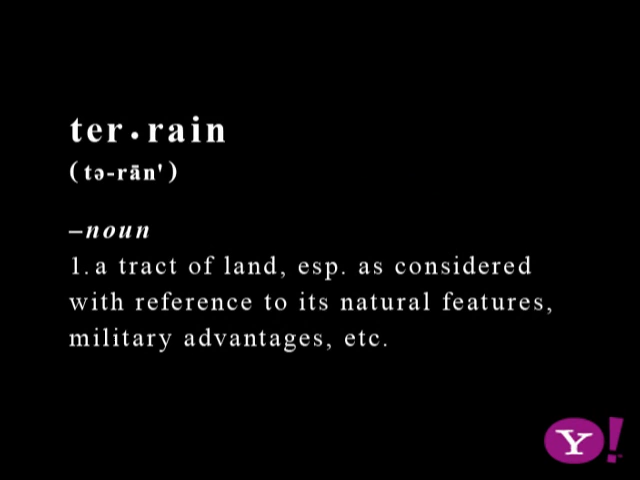 ter•rain
(tə-rān')
–noun
1. a tract of land, esp. as considered
with reference to its natural features,
military advantages, etc.
Y!